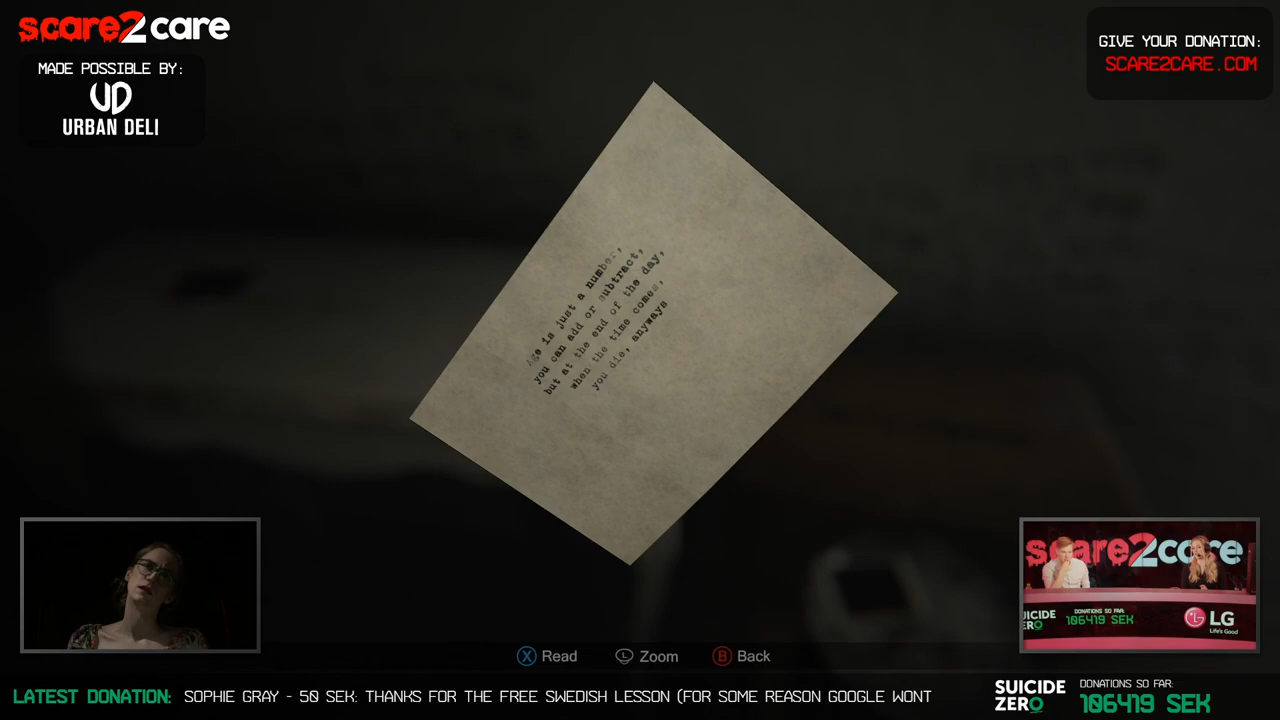 scare2care
MADE POSSIBLE BY:
UD
URBAN DELI
GIVE YOUR DONATION:
SCARE2CARE.COM
Age is just a number,
you can add or subtract,
but at the end of the day,
when the time comes,
you die, anyways
scare2care
SUICIDE
ZERO
DONATIONS SO FAR:
106419 SEK
LG
Life's Good
X Read
L Zoom
B Back
LATEST DONATION: SOPHIE GRAY - 50 SEK: THANKS FOR THE FREE SWEDISH LESSON (FOR SOME REASON GOOGLE WONT
SUICIDE
ZERO
DONATIONS SO FAR:
106419 SEK